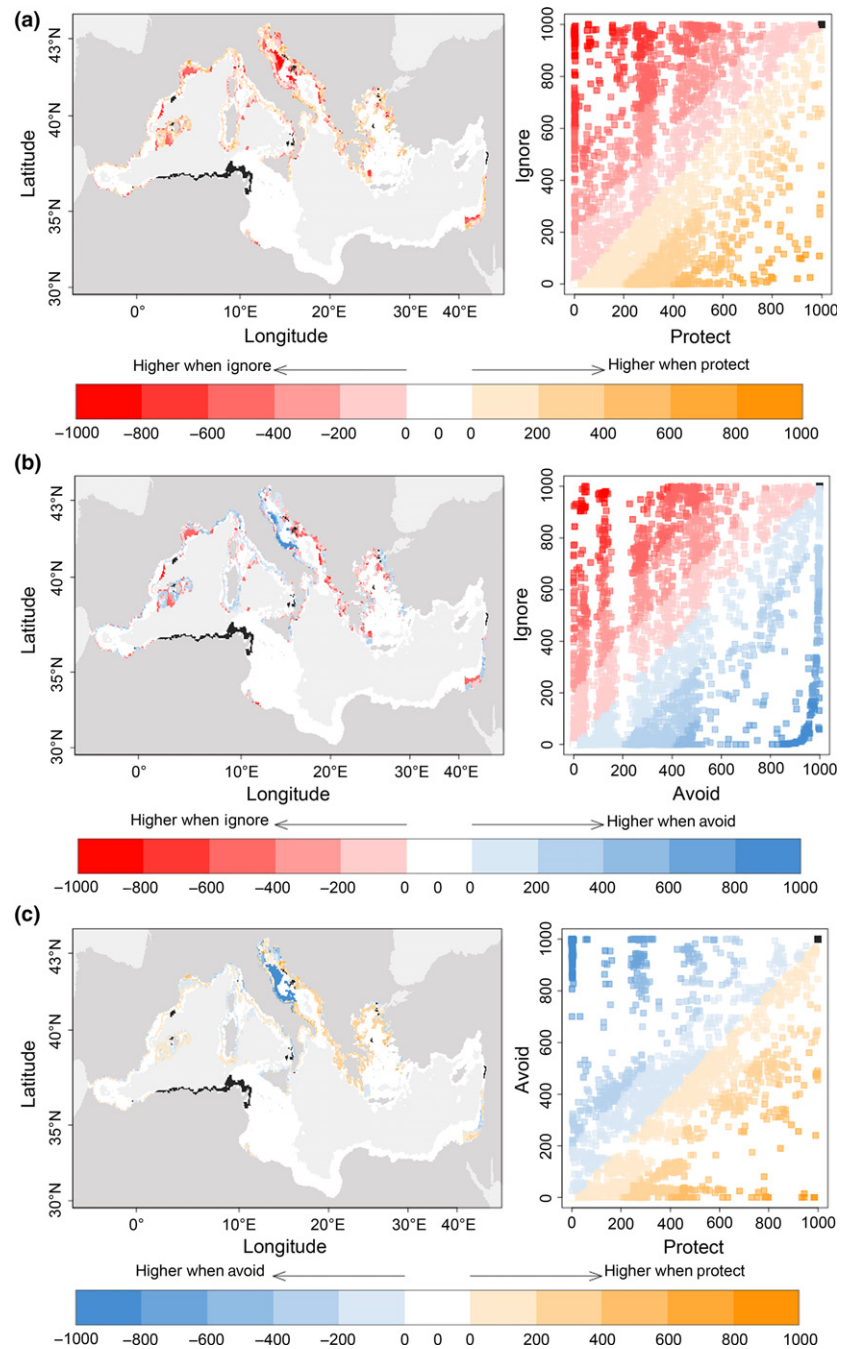 (a)
43°N
40°N
35°N
30°N
Latitude
0°
10°E
20°E
30°E
40°E
Longitude
1000
800
600
400
200
0
Ignore
0
200
400
600
800
1000
Protect
Higher when ignore
Higher when protect
−1000 −800 −600 −400 −200 0 0 0 200 400 600 800 1000
(b)
43°N
40°N
35°N
30°N
Latitude
0°
10°E
20°E
30°E
40°E
Longitude
1000
800
600
400
200
0
Ignore
0
200
400
600
800
1000
Avoid
Higher when ignore
Higher when avoid
−1000 −800 −600 −400 −200 0 0 0 200 400 600 800 1000
(c)
43°N
40°N
35°N
30°N
Latitude
0°
10°E
20°E
30°E
40°E
Longitude
1000
800
600
400
200
0
Avoid
0
200
400
600
800
1000
Protect
Higher when avoid
Higher when protect
−1000 −800 −600 −400 −200 0 0 0 200 400 600 800 1000